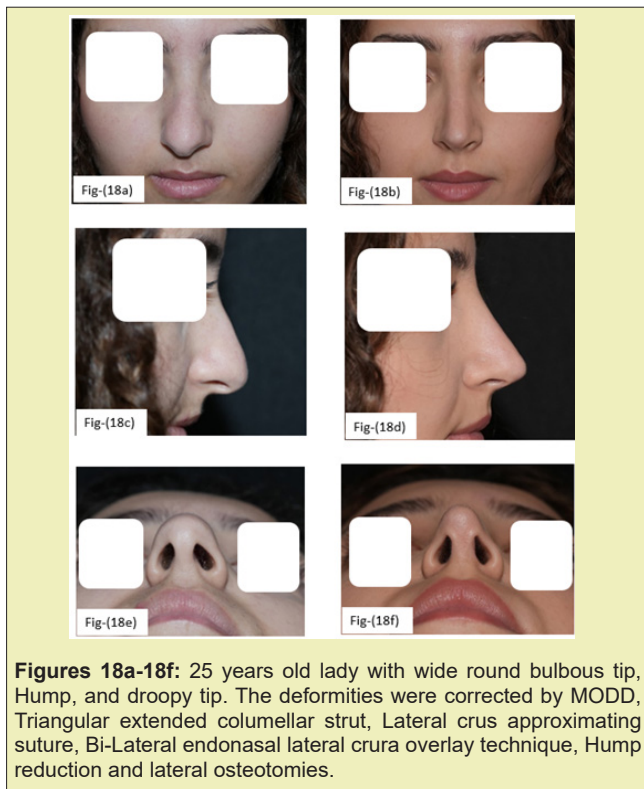 Fig-(18a)
Fig-(18b)
Fig-(18c)
Fig-(18d)
Fig-(18e)
Fig-(18f)
Figures 18a-18f: 25 years old lady with wide round bulbous tip,
Hump, and droopy tip. The deformities were corrected by MODD,
Triangular extended columellar strut, Lateral crus approximating
suture, Bi-Lateral endonasal lateral crura overlay technique, Hump
reduction and lateral osteotomies.